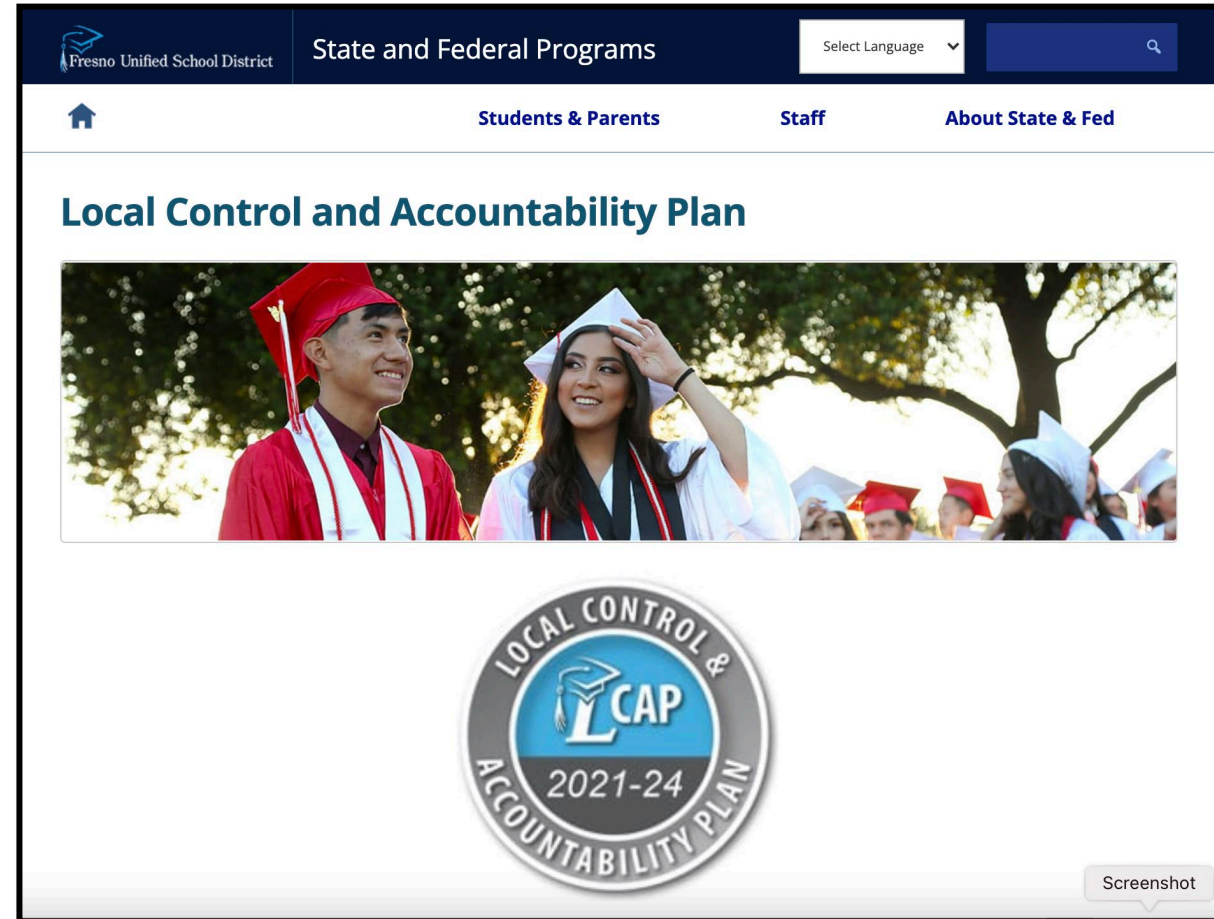 Fresno Unified School District
State and Federal Programs
Select Language
Students & Parents
Staff
About State & Fed
Local Control and Accountability Plan
LOCAL CONTROL &
LCAP
2021-24
ACCOUNTABILITY PLAN
Screenshot